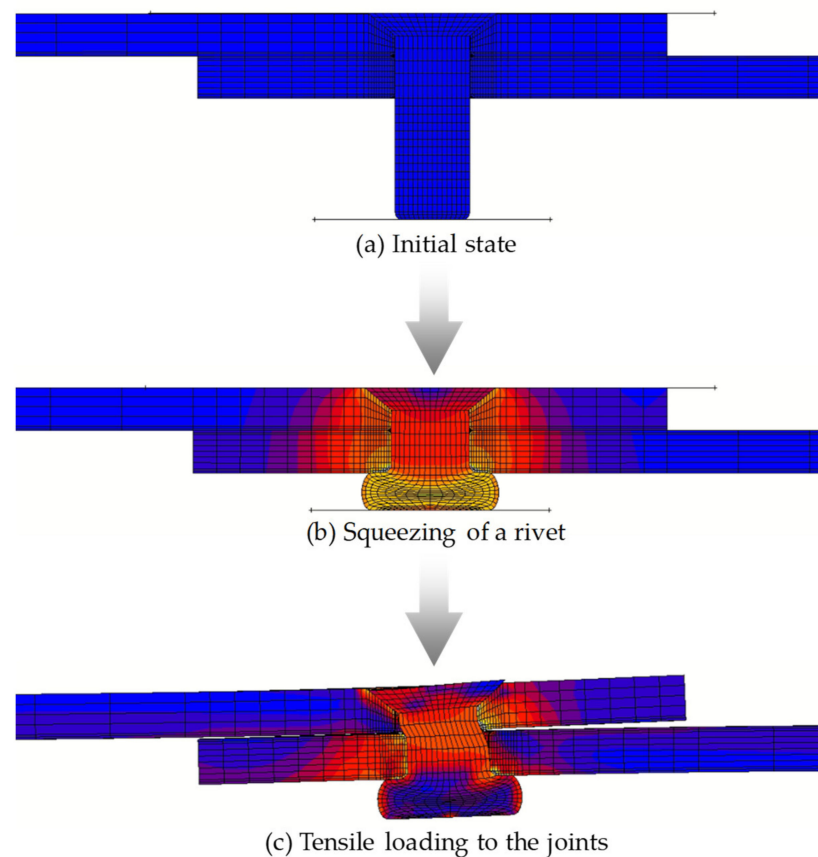 (a) Initial state
(b) Squeezing of a rivet
(c) Tensile loading to the joints